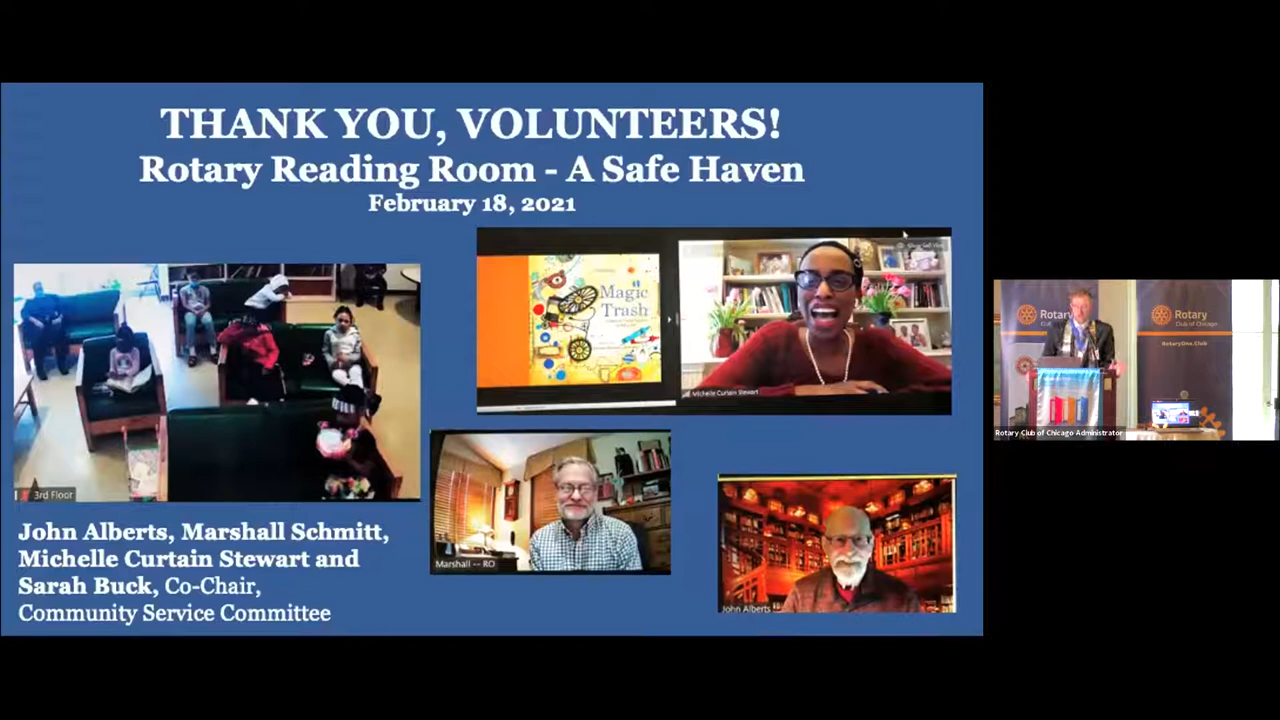 THANK YOU, VOLUNTEERS!
Rotary Reading Room - A Safe Haven
February 18, 2021
Magic
Trash
Michelle Curtain Stewart
3rd Floor
Marshall -- RO
John Alberts
John Alberts, Marshall Schmitt,
Michelle Curtain Stewart and
Sarah Buck, Co-Chair,
Community Service Committee
Rotary
Club
Rotary
Club of Chicago
RotaryOne.Club
Rotary Club of Chicago Administrator